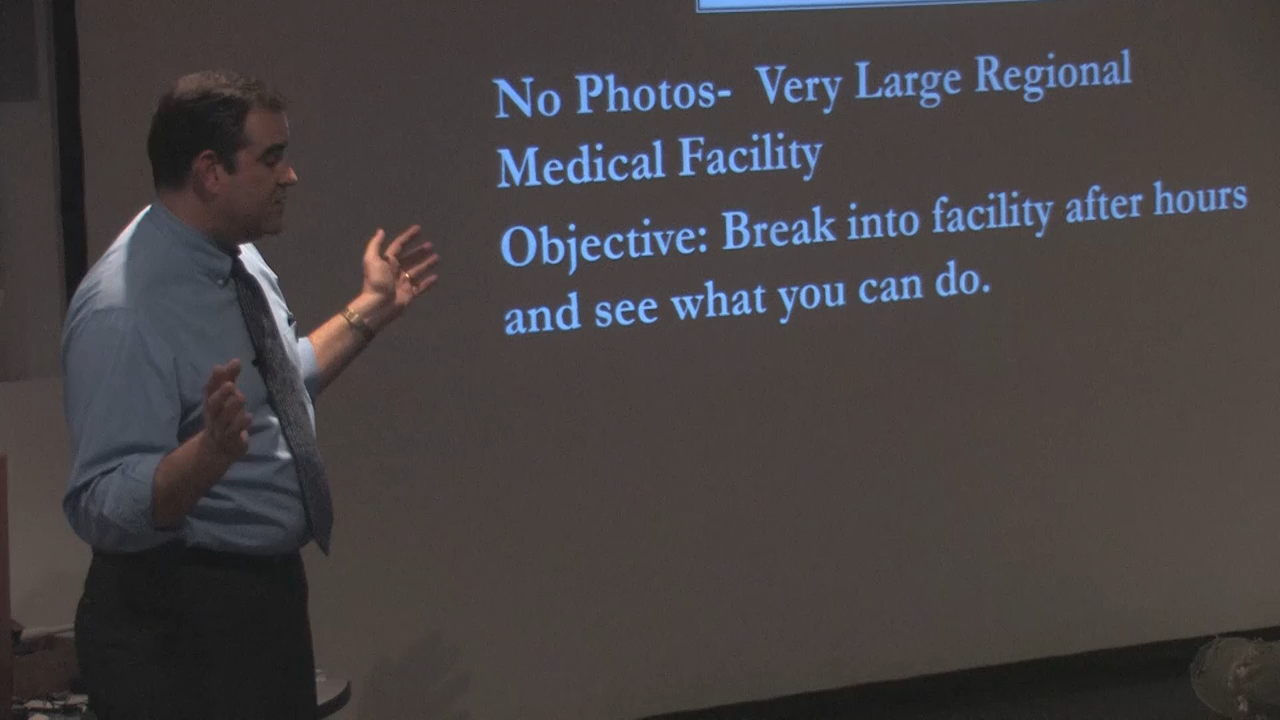 No Photos- Very Large Regional
Medical Facility
Objective: Break into facility after hours
and see what you can do.